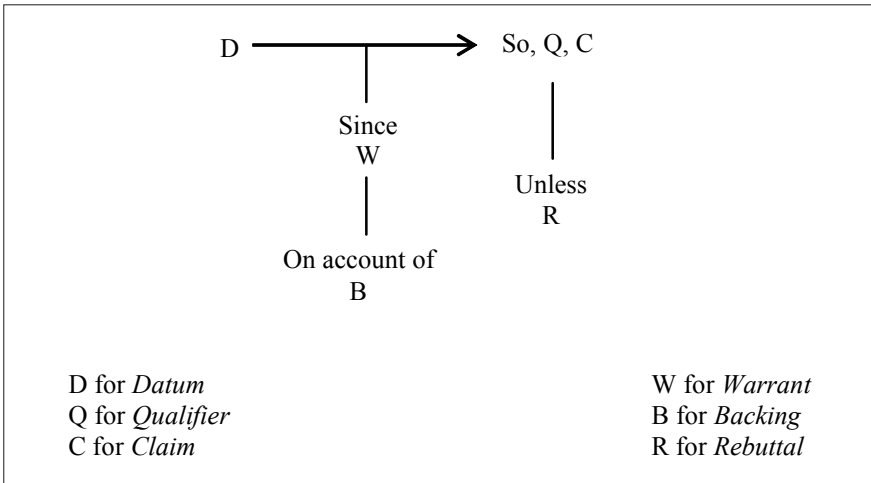 D
So, Q, C
Since
W
Unless
R
On account of
B
D for Datum
Q for Qualifier
C for Claim
W for Warrant
B for Backing
R for Rebuttal